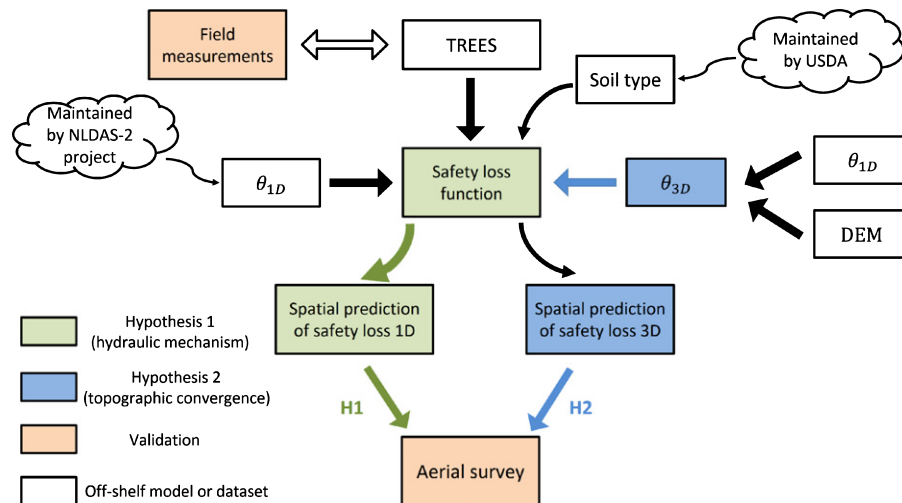 Field
measurements
TREES
Soil type
Maintained
by USDA
Maintained
by NLDAS-2
project
θ1D
Safety loss
function
θ3D
θ1D
DEM
Spatial prediction
of safety loss 1D
Spatial prediction
of safety loss 3D
Hypothesis 1
(hydraulic mechanism)
Hypothesis 2
(topographic convergence)
H1
H2
Validation
Aerial survey
Off-shelf model or dataset